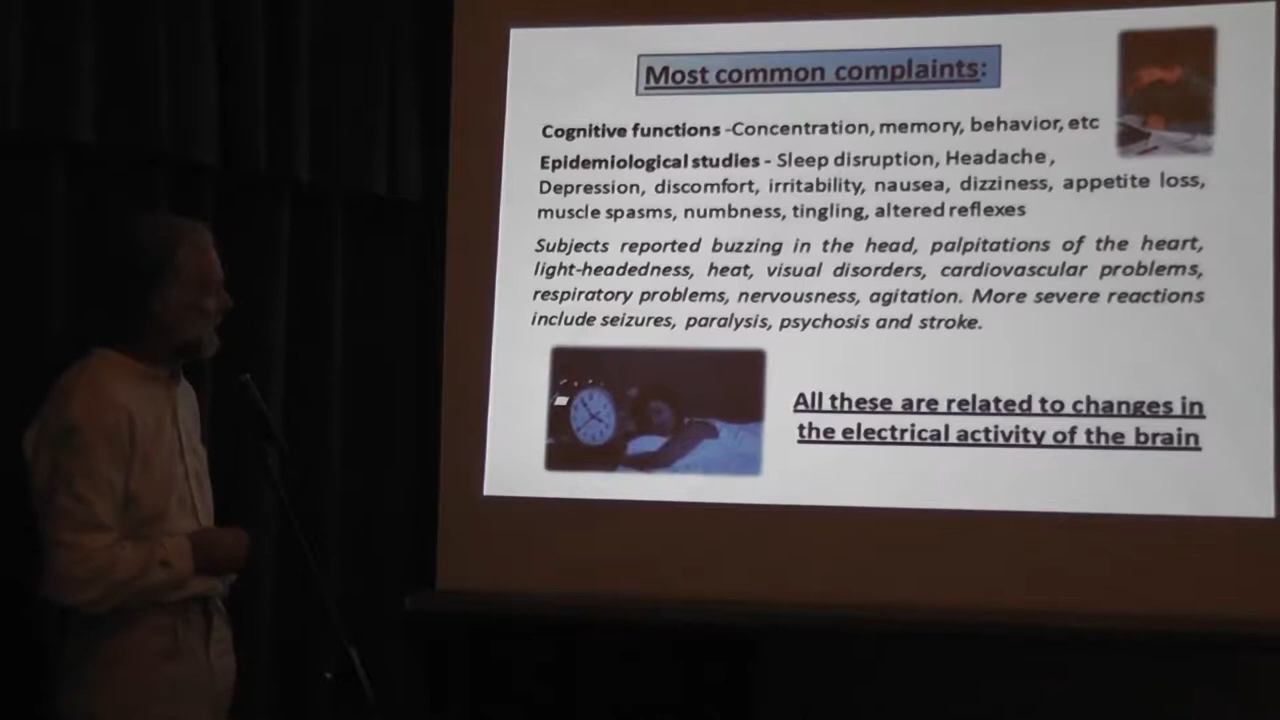 Most common complaints:
Cognitive functions -Concentration, memory, behavior, etc
Epidemiological studies - Sleep disruption, Headache,
Depression, discomfort, irritability, nausea, dizziness, appetite loss,
muscle spasms, numbness, tingling, altered reflexes
Subjects reported buzzing in the head, palpitations of the heart,
light-headedness, heat, visual disorders, cardiovascular problems,
respiratory problems, nervousness, agitation. More severe reactions
include seizures, paralysis, psychosis and stroke.
All these are related to changes in
the electrical activity of the brain